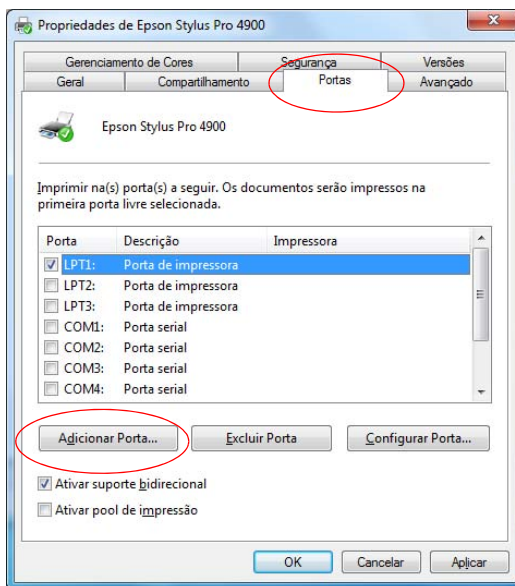 Propriedades de Epson Stylus Pro 4900
Gerenciamento de Cores Segurança Versões
Geral Compartilhamento Portas Avançado
Epson Stylus Pro 4900
Imprimir na(s) porta(s) a seguir. Os documentos serão impressos na
primeira porta livre selecionada.
Porta Descrição Impressora
LPT1: Porta de impressora
LPT2: Porta de impressora
LPT3: Porta de impressora
COM1: Porta serial
COM2: Porta serial
COM3: Porta serial
COM4: Porta serial
Adicionar Porta... Excluir Porta Configurar Porta...
Ativar suporte bidirecional
Ativar pool de impressão
OK Cancelar Aplicar